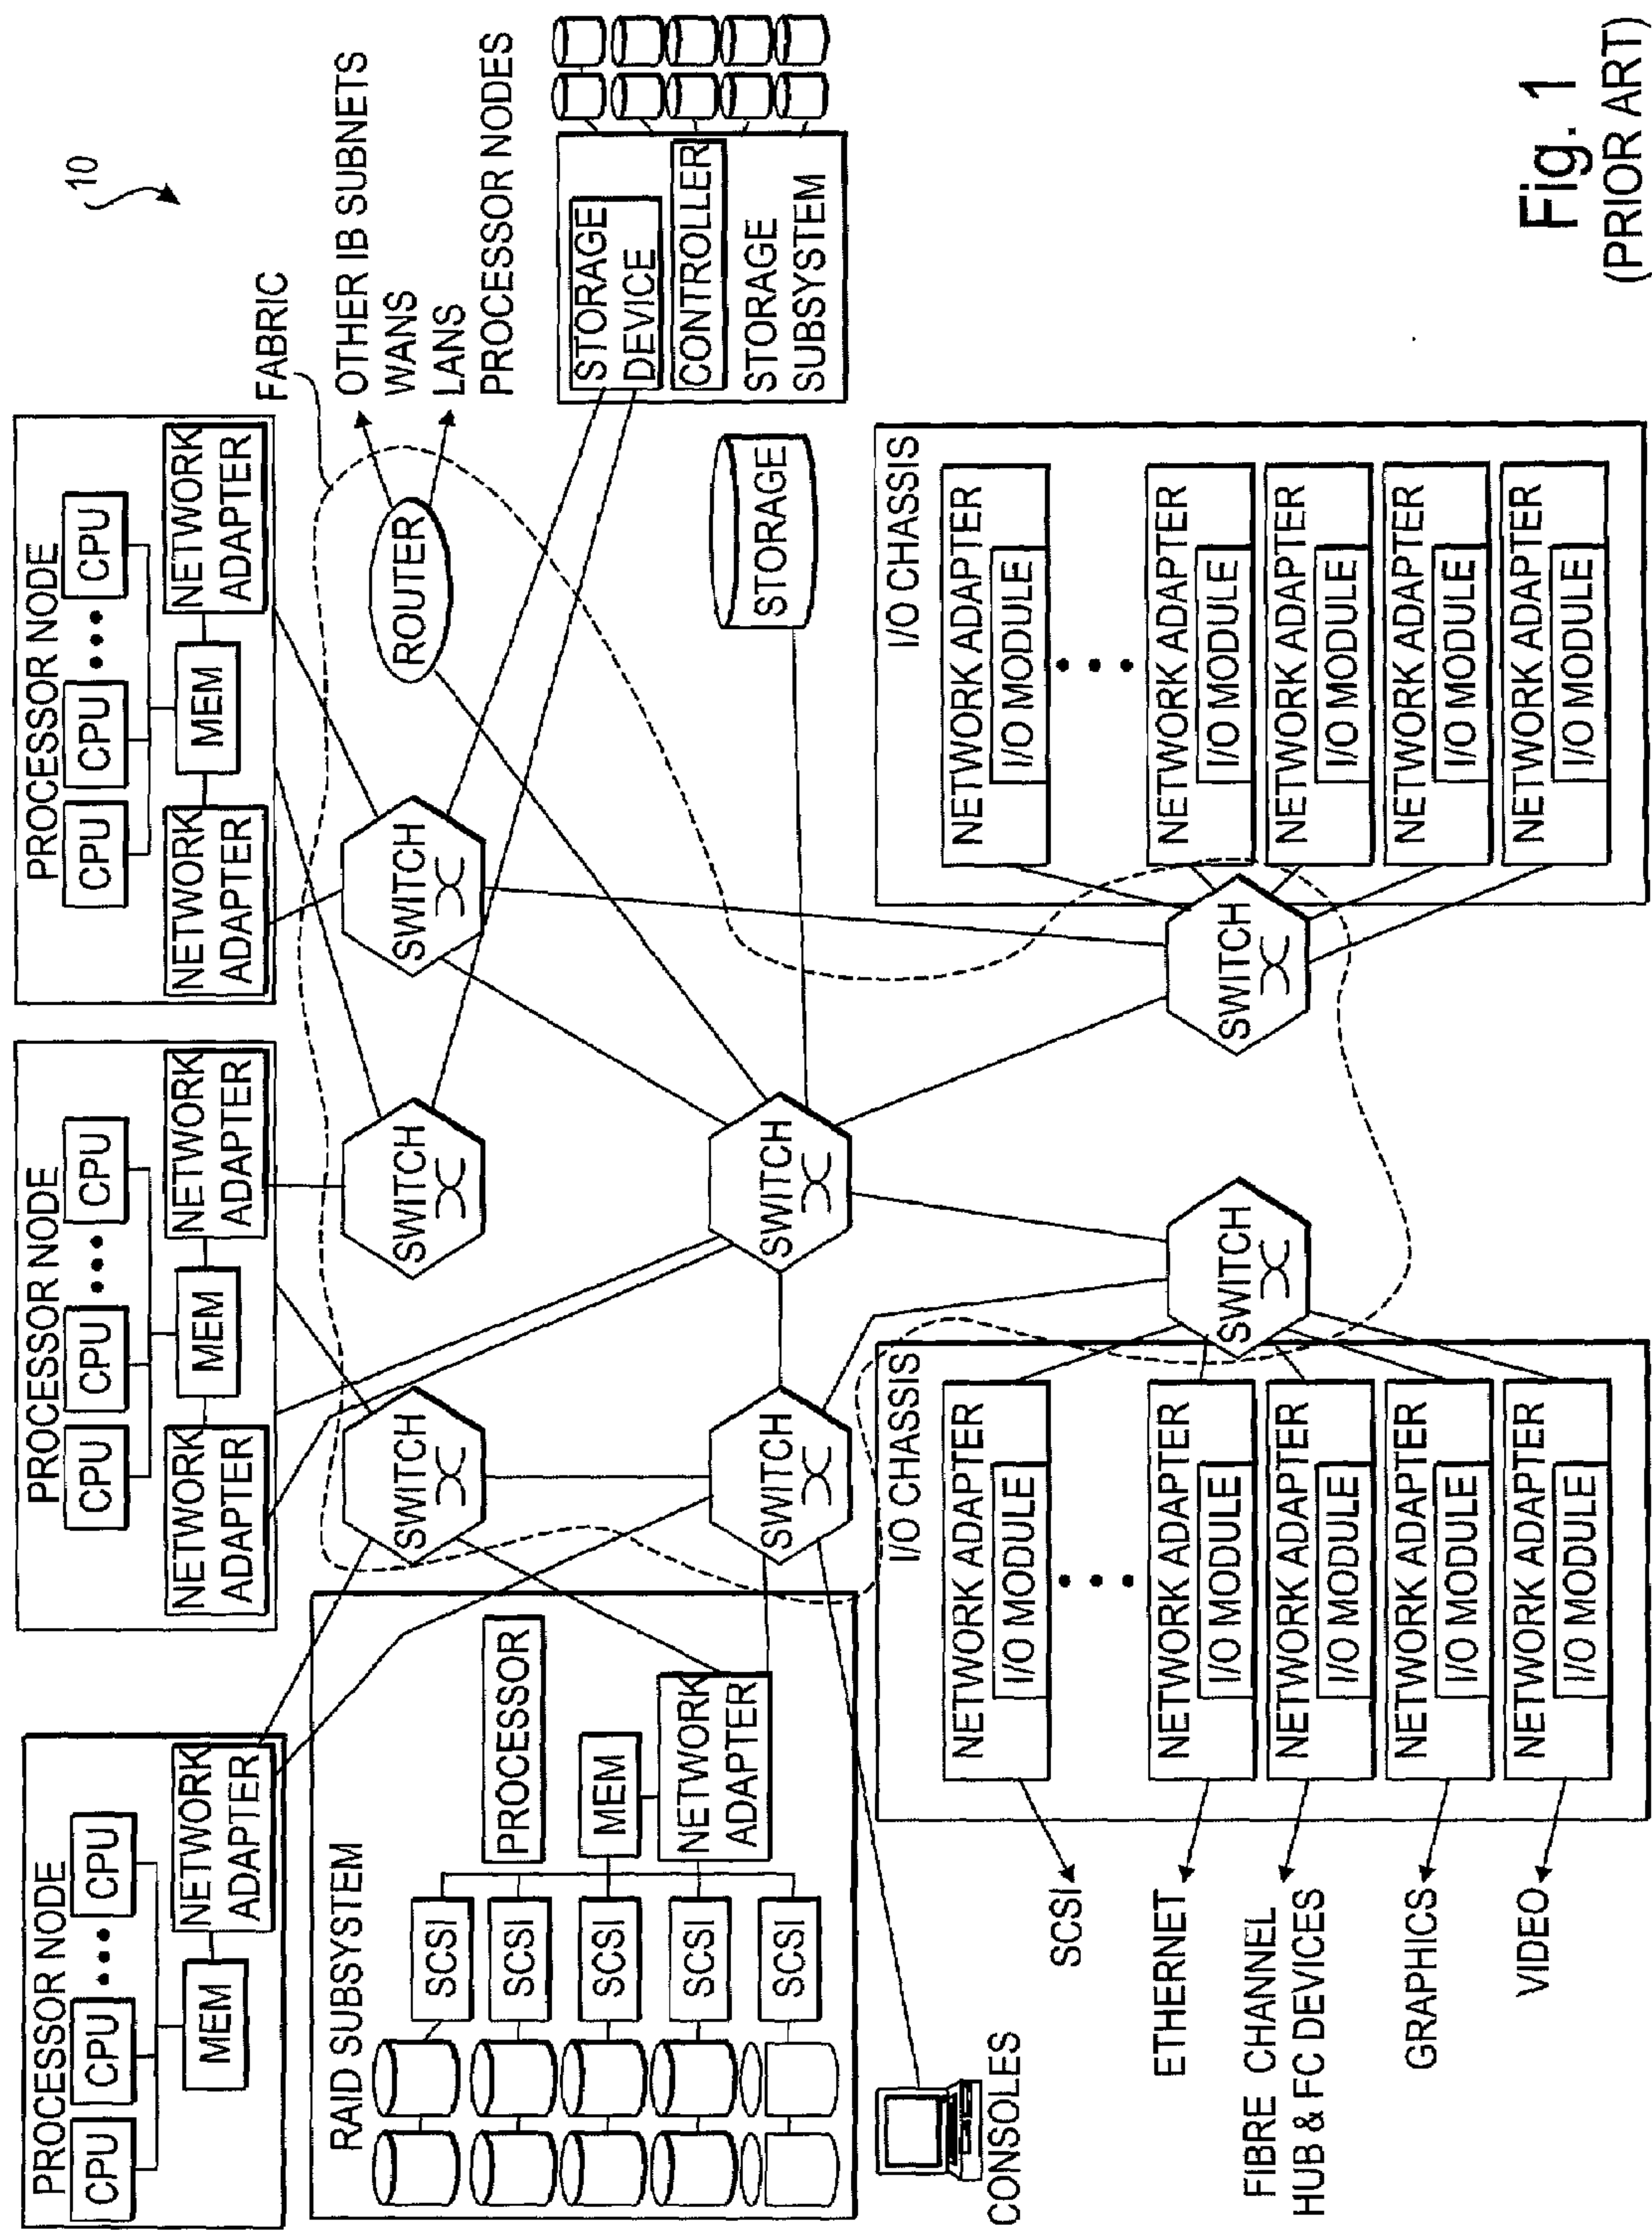 10
PROCESSOR NODE
CPU
CPU
CPU
MEM
NETWORK
ADAPTER
PROCESSOR NODE
CPU
CPU
CPU
NETWORK
ADAPTER
MEM
NETWORK
ADAPTER
PROCESSOR NODE
CPU
CPU
CPU
NETWORK
ADAPTER
MEM
NETWORK
ADAPTER
FABRIC
OTHER IB SUBNETS
WANS
LANS
PROCESSOR NODES
RAID SUBSYSTEM
SCSI
SCSI
SCSI
SCSI
SCSI
PROCESSOR
MEM
NETWORK
ADAPTER
SWITCH
SWITCH
SWITCH
ROUTER
STORAGE
DEVICE
CONTROLLER
STORAGE
SUBSYSTEM
SWITCH
SWITCH
STORAGE
CONSOLES
I/O CHASSIS
NETWORK ADAPTER
I/O MODULE
NETWORK ADAPTER
I/O MODULE
NETWORK ADAPTER
I/O MODULE
NETWORK ADAPTER
I/O MODULE
NETWORK ADAPTER
I/O MODULE
SCSI
ETHERNET
FIBRE CHANNEL
HUB & FC DEVICES
GRAPHICS
VIDEO
SWITCH
SWITCH
I/O CHASSIS
NETWORK ADAPTER
I/O MODULE
NETWORK ADAPTER
I/O MODULE
NETWORK ADAPTER
I/O MODULE
NETWORK ADAPTER
I/O MODULE
NETWORK ADAPTER
I/O MODULE
Fig. 1
(PRIOR ART)